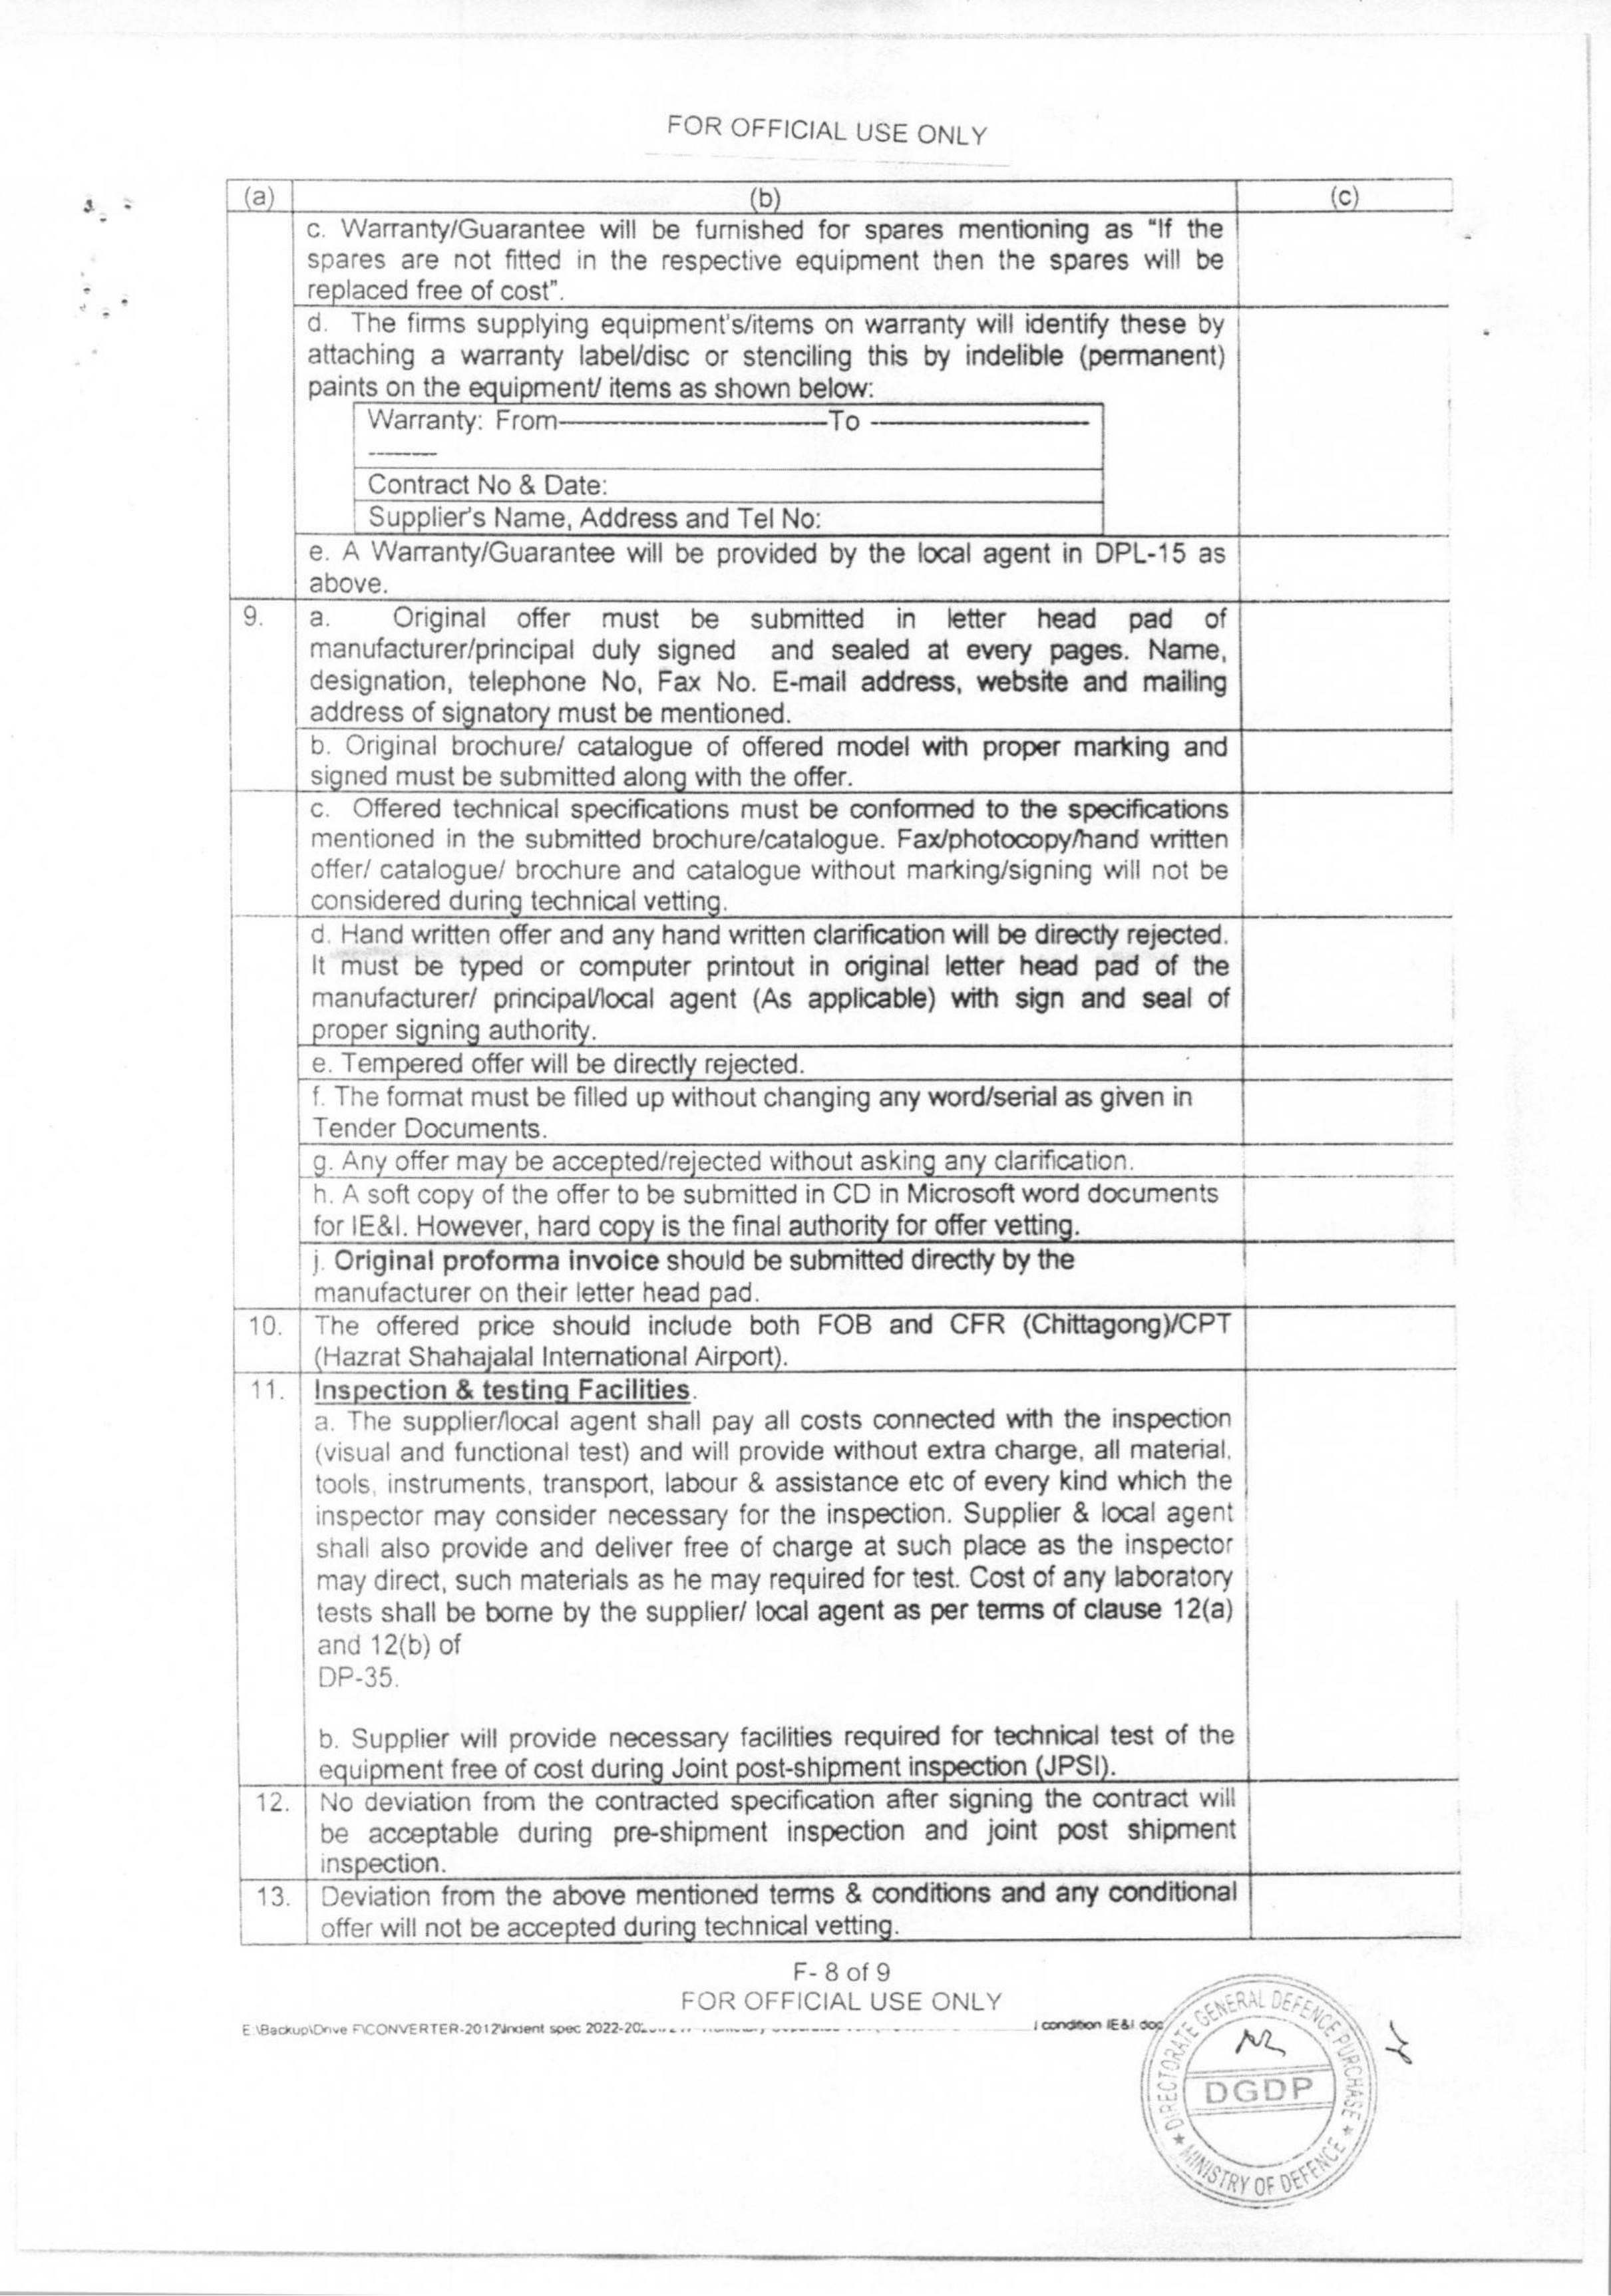 FOR OFFICIAL USE ONLY
(a) (b) (c)
c. Warranty/Guarantee will be furnished for spares mentioning as "If the
spares are not fitted in the respective equipment then the spares will be
replaced free of cost".
d. The firms supplying equipment's/items on warranty will identify these by
attaching a warranty label/disc or stenciling this by indelible (permanent)
paints on the equipment/ items as shown below:
Warranty: From--------------------------To --------------------
--------
Contract No & Date:
Supplier's Name, Address and Tel No:
e. A Warranty/Guarantee will be provided by the local agent in DPL-15 as
above.
9. a. Original offer must be submitted in letter head pad of
manufacturer/principal duly signed and sealed at every pages. Name,
designation, telephone No, Fax No. E-mail address, website and mailing
address of signatory must be mentioned.
b. Original brochure/ catalogue of offered model with proper marking and
signed must be submitted along with the offer.
c. Offered technical specifications must be conformed to the specifications
mentioned in the submitted brochure/catalogue. Fax/photocopy/hand written
offer/ catalogue/ brochure and catalogue without marking/signing will not be
considered during technical vetting.
d. Hand written offer and any hand written clarification will be directly rejected.
It must be typed or computer printout in original letter head pad of the
manufacturer/ principal/local agent (As applicable) with sign and seal of
proper signing authority.
e. Tempered offer will be directly rejected.
f. The format must be filled up without changing any word/serial as given in
Tender Documents.
g. Any offer may be accepted/rejected without asking any clarification.
h. A soft copy of the offer to be submitted in CD in Microsoft word documents
for IE&I. However, hard copy is the final authority for offer vetting.
j. Original proforma invoice should be submitted directly by the
manufacturer on their letter head pad.
10. The offered price should include both FOB and CFR (Chittagong)/CPT
(Hazrat Shahajalal International Airport).
11. Inspection & testing Facilities.
a. The supplier/local agent shall pay all costs connected with the inspection
(visual and functional test) and will provide without extra charge, all material,
tools, instruments, transport, labour & assistance etc of every kind which the
inspector may consider necessary for the inspection. Supplier & local agent
shall also provide and deliver free of charge at such place as the inspector
may direct, such materials as he may required for test. Cost of any laboratory
tests shall be borne by the supplier/ local agent as per terms of clause 12(a)
and 12(b) of
DP-35.
b. Supplier will provide necessary facilities required for technical test of the
equipment free of cost during Joint post-shipment inspection (JPSI).
12. No deviation from the contracted specification after signing the contract will
be acceptable during pre-shipment inspection and joint post shipment
inspection.
13. Deviation from the above mentioned terms & conditions and any conditional
offer will not be accepted during technical vetting.
F- 8 of 9
FOR OFFICIAL USE ONLY
E:\Backup\Drive F\CONVERTER-2012\Indent spec 2022-20 condition IE&I doc
DIRECTORATE GENERAL DEFENCE PURCHASE
DGDP
MINISTRY OF DEFENCE